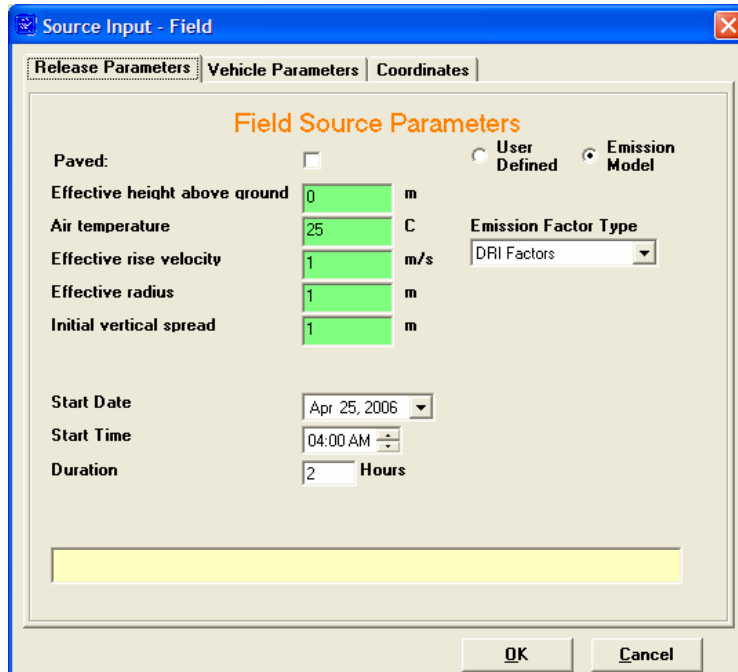 Source Input - Field
Release Parameters Vehicle Parameters Coordinates
Field Source Parameters
Paved:
User Defined
Emission Model
Effective height above ground 0 m
Air temperature 25 C
Emission Factor Type
DRI Factors
Effective rise velocity 1 m/s
Effective radius 1 m
Initial vertical spread 1 m
Start Date Apr 25, 2006
Start Time 04:00 AM
Duration 2 Hours
OK Cancel